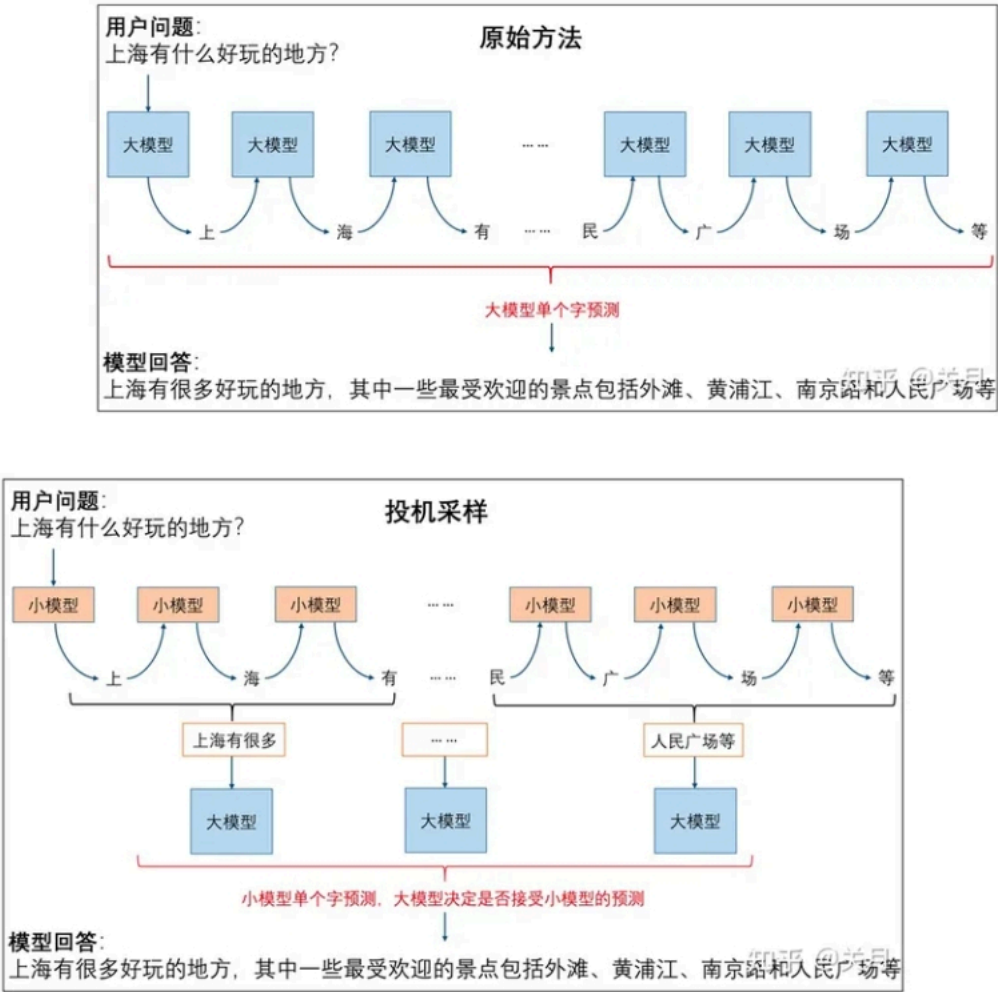 用户问题:
原始方法
上海有什么好玩的地方?
大模型 大模型 大模型 …… 大模型 大模型 大模型
上 海 有 …… 民 广 场 等
大模型单个字预测
模型回答:
知乎 @关旦
上海有很多好玩的地方，其中一些最受欢迎的景点包括外滩、黄浦江、南京路和人民广场等
用户问题:
投机采样
上海有什么好玩的地方?
小模型 小模型 小模型 …… 小模型 小模型 小模型
上 海 有 …… 民 广 场 等
上海有很多 …… 人民广场等
大模型 大模型 大模型
小模型单个字预测，大模型决定是否接受小模型的预测
模型回答:
知乎 @关旦
上海有很多好玩的地方，其中一些最受欢迎的景点包括外滩、黄浦江、南京路和人民广场等